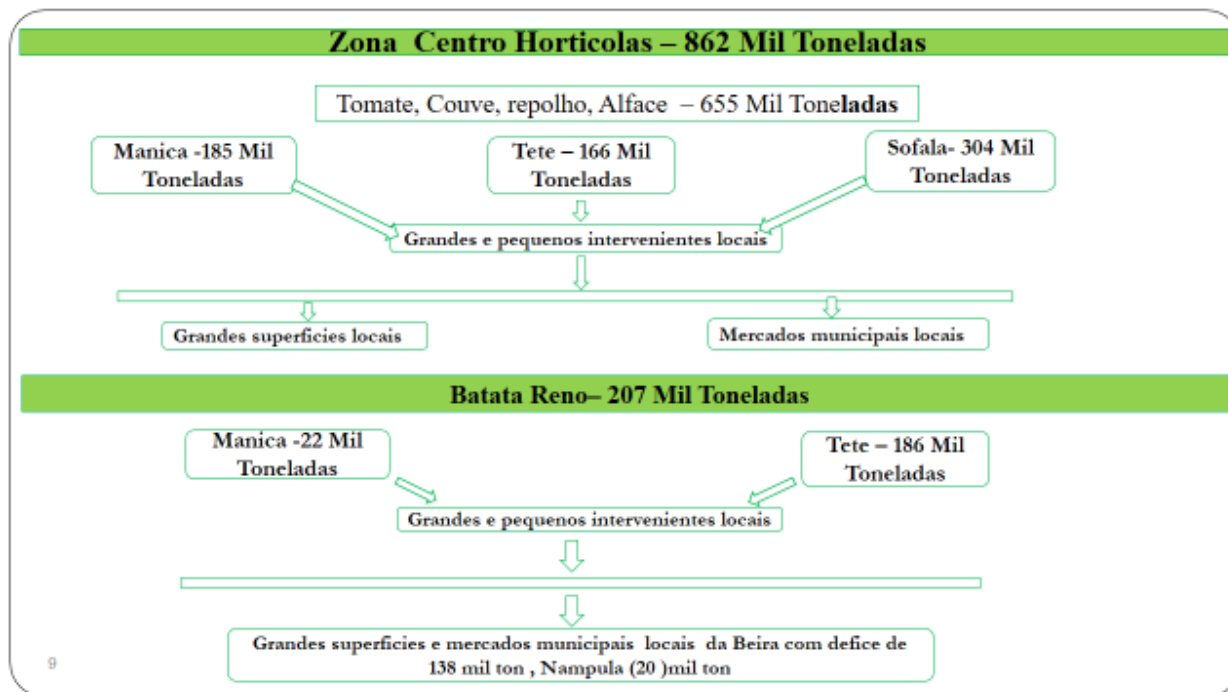 Zona Centro Horticolas – 862 Mil Toneladas
Tomate, Couve, repolho, Alface – 655 Mil Toneladas
Manica -185 Mil
Toneladas
Tete – 166 Mil
Toneladas
Sofala- 304 Mil
Toneladas
Grandes e pequenos intervenientes locais
Grandes superficies locais
Mercados municipais locais
Batata Reno– 207 Mil Toneladas
Manica -22 Mil
Toneladas
Tete – 186 Mil
Toneladas
Grandes e pequenos intervenientes locais
Grandes superficies e mercados municipais locais da Beira com defice de
138 mil ton , Nampula (20 )mil ton
9